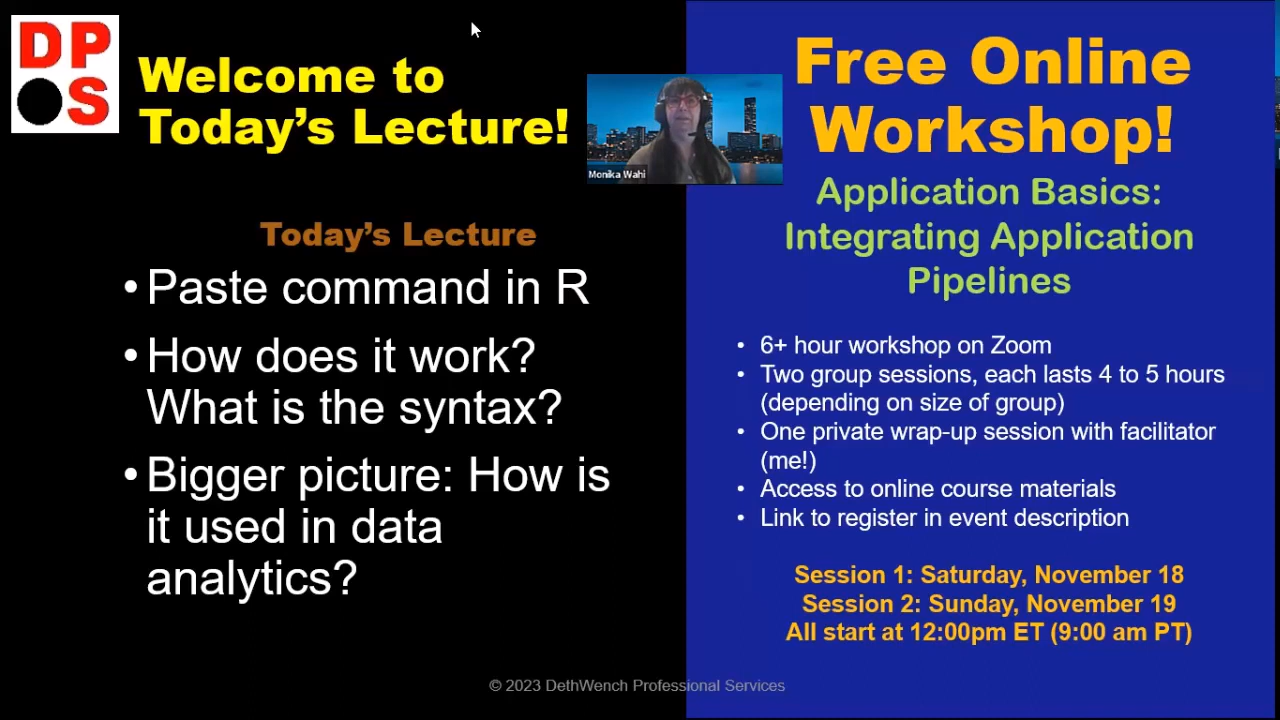 DP
S
Welcome to
Today's Lecture!
Today's Lecture
• Paste command in R
• How does it work?
What is the syntax?
• Bigger picture: How is
it used in data
analytics?
Monika Wahi
Free Online
Workshop!
Application Basics:
Integrating Application
Pipelines
• 6+ hour workshop on Zoom
• Two group sessions, each lasts 4 to 5 hours
(depending on size of group)
• One private wrap-up session with facilitator
(me!)
• Access to online course materials
• Link to register in event description
Session 1: Saturday, November 18
Session 2: Sunday, November 19
All start at 12:00pm ET (9:00 am PT)
© 2023 DethWench Professional Services